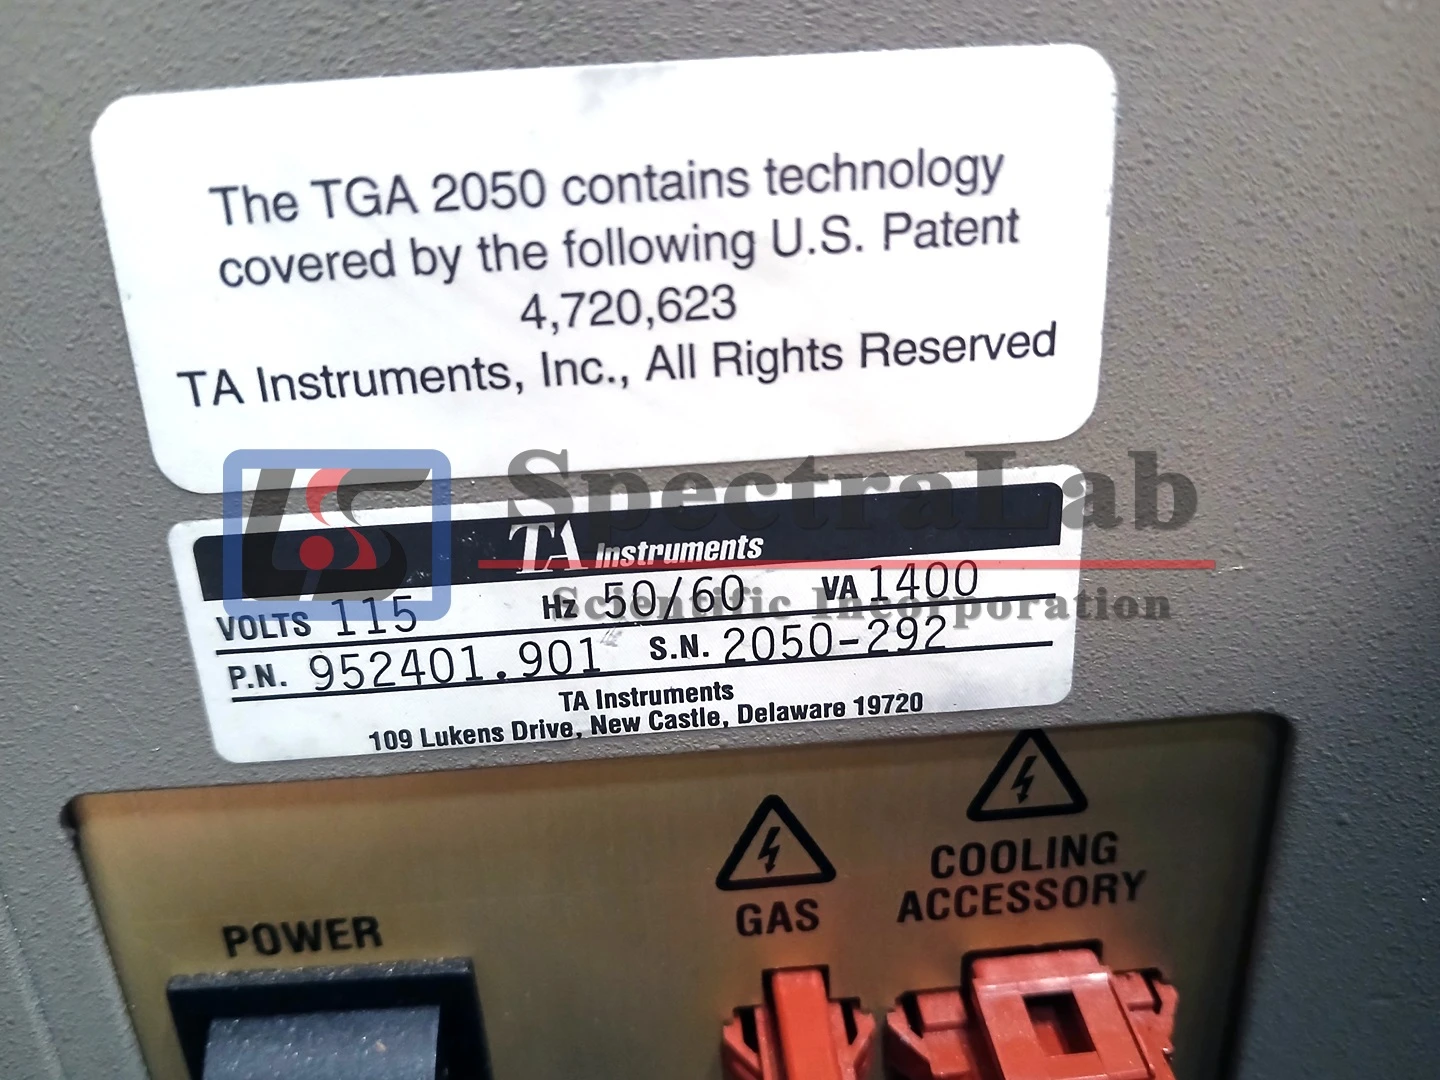 The TGA 2050 contains technology
covered by the following U.S. Patent
4,720,623
TA Instruments, Inc., All Rights Reserved
LS
SpectraLab
Scientific Incorporation
TA Instruments
VOLTS 115 Hz 50/60 VA 1400
P.N. 952401.901 S.N. 2050-292
TA Instruments
109 Lukens Drive, New Castle, Delaware 19720
POWER
GAS
COOLING
ACCESSORY